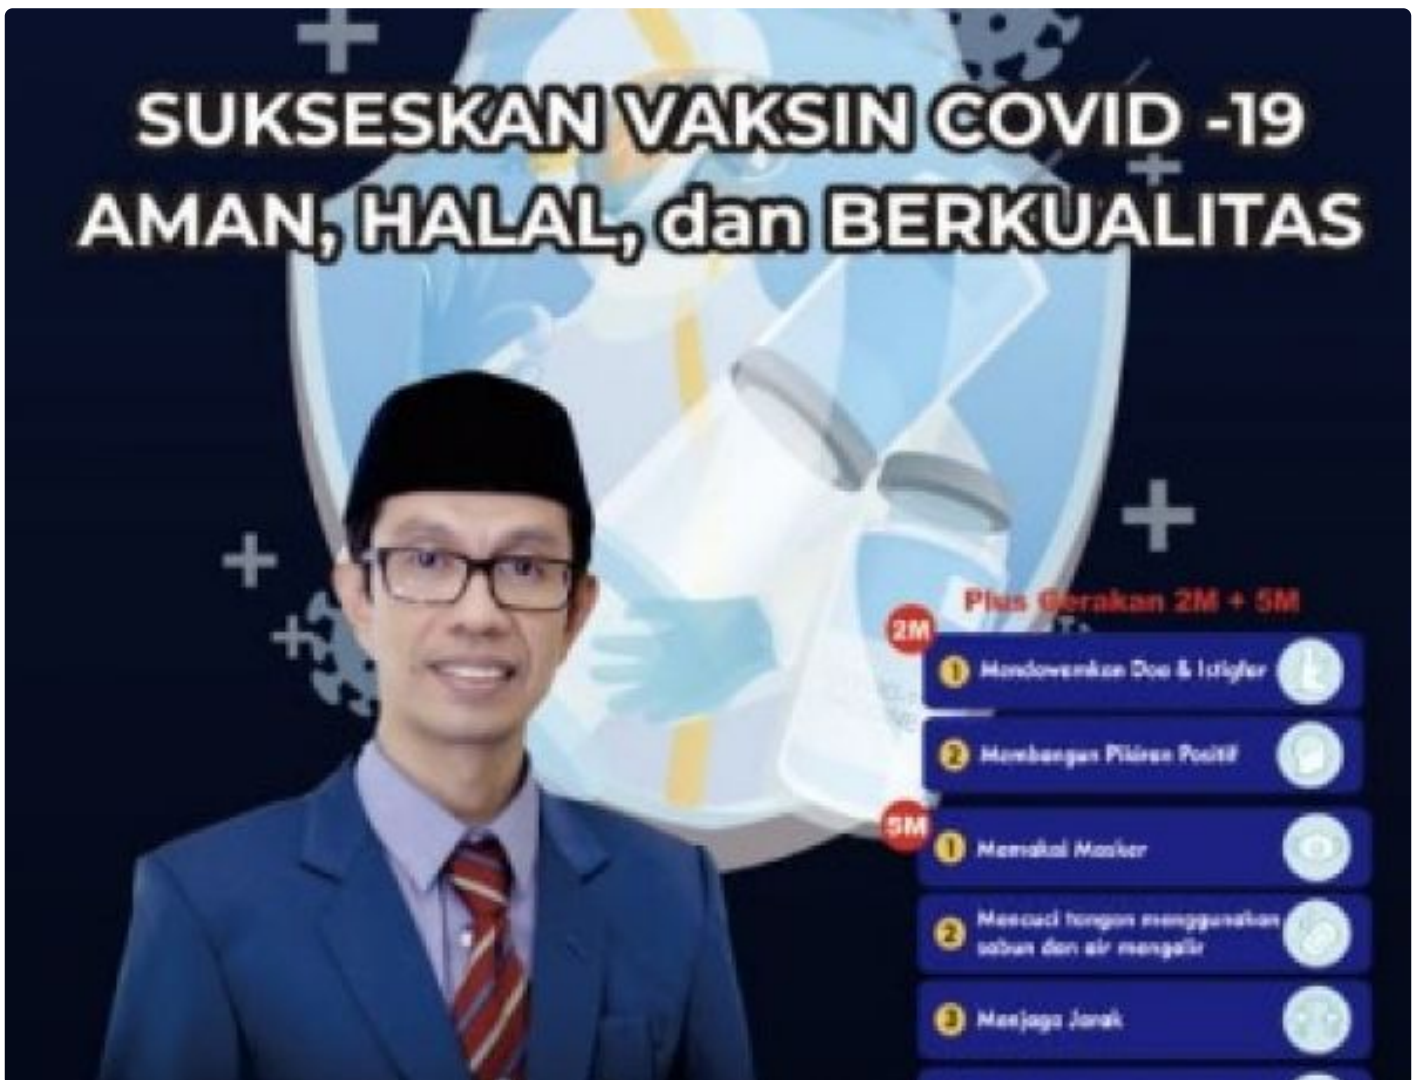 SUKSESKAN VAKSIN COVID -19
AMAN, HALAL, dan BERKUALITAS
Plus Gerakan 2M + 5M
2M
1 Mendawamkan Doa & Istigfar
2 Membangun Pikiran Positif
5M
1 Memakai Masker
2 Mencuci tangan menggunakan
sabun dan air mengalir
3 Menjaga Jarak